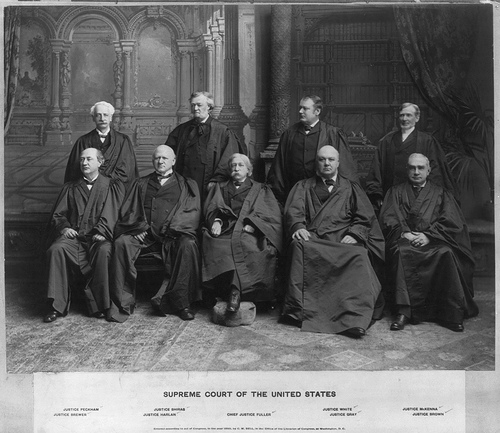 SUPREME COURT OF THE UNITED STATES
JUSTICE PECKHAM JUSTICE SHIRAS JUSTICE WHITE JUSTICE McKENNA
JUSTICE BREWER JUSTICE HARLAN CHIEF JUSTICE FULLER JUSTICE GRAY JUSTICE BROWN